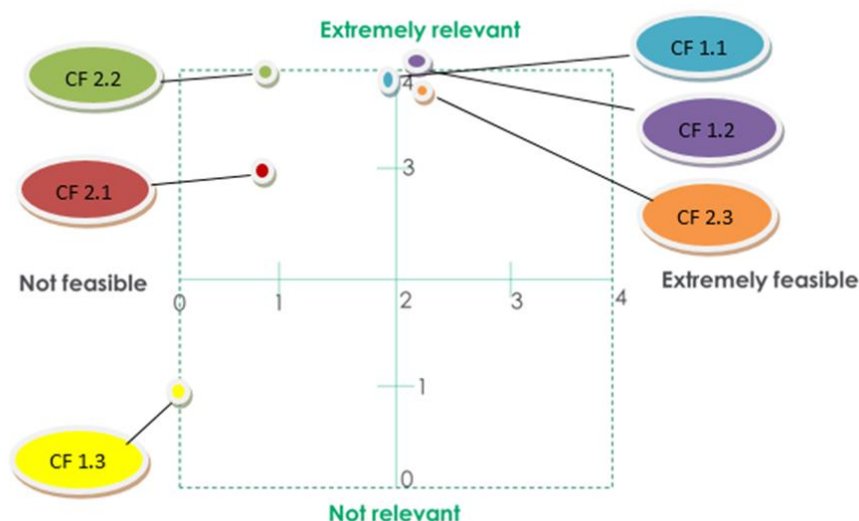 Extremely relevant
CF 1.1
CF 2.2
4
CF 1.2
3
CF 2.1
CF 2.3
Not feasible
Extremely feasible
0
1
2
3
4
1
CF 1.3
0
Not relevant